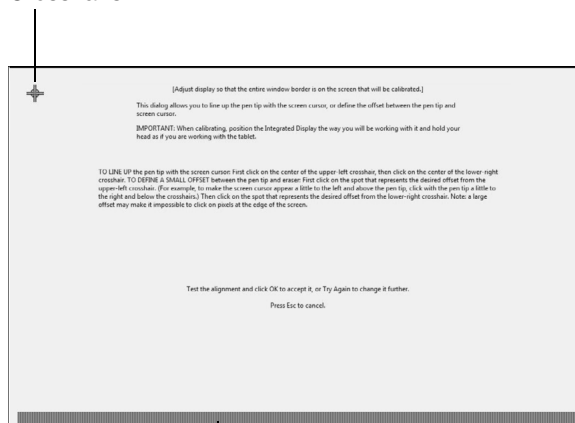 [Adjust display so that the entire window border is on the screen that will be calibrated.]
This dialog allows you to line up the pen tip with the screen cursor, or define the offset between the pen tip and
screen cursor.
IMPORTANT: When calibrating, position the Integrated Display the way you will be working with it and hold your
head as if you are working with the tablet.
TO LINE UP the pen tip with the screen cursor: First click on the center of the upper-left crosshair, then click on the center of the lower-right
crosshair. TO DEFINE A SMALL OFFSET between the pen tip and eraser: First click on the spot that represents the desired offset from the
upper-left crosshair. (For example, to make the screen cursor appear a little to the left and above the pen tip, click with the pen tip a little to
the right and below the crosshairs.) Then click on the spot that represents the desired offset from the lower-right crosshair. Note: a large
offset may make it impossible to click on pixels at the edge of the screen.
Test the alignment and click OK to accept it, or Try Again to change it further.
Press Esc to cancel.